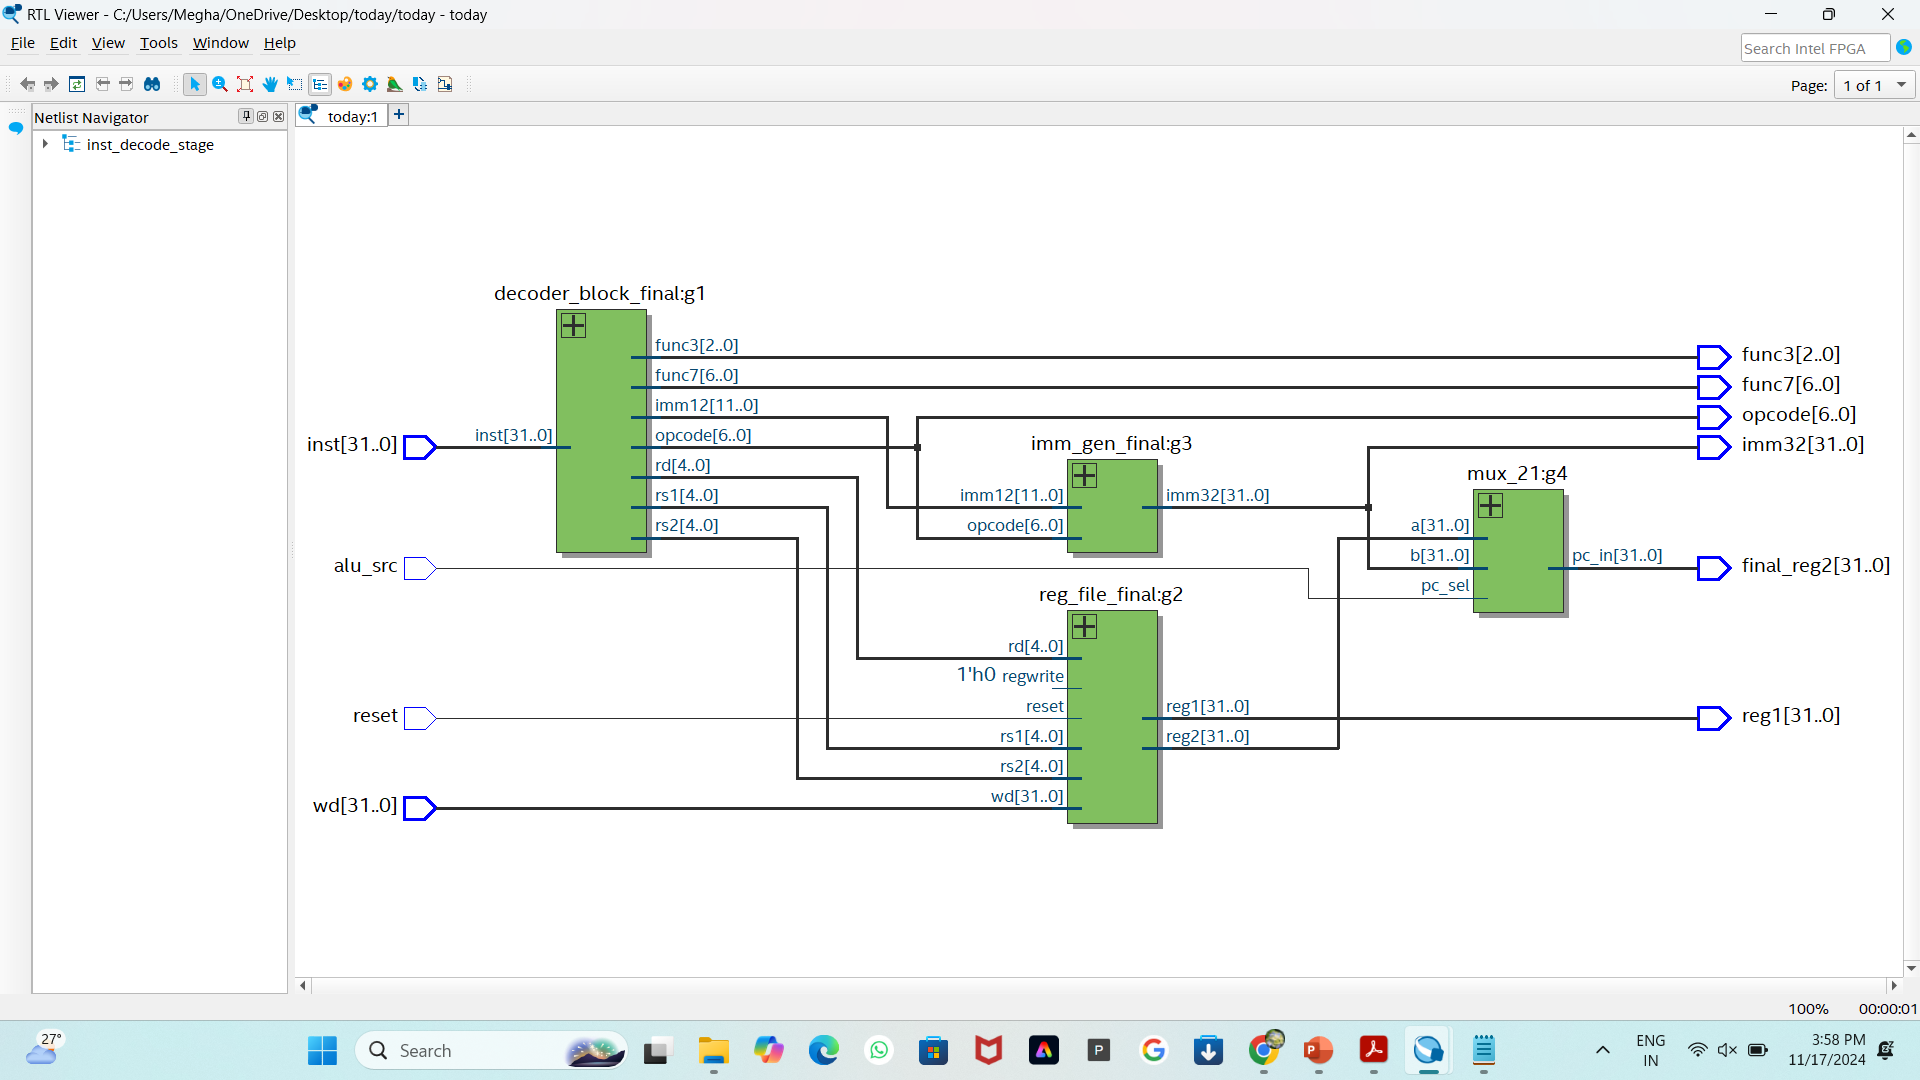 RTL Viewer - C:/Users/Megha/OneDrive/Desktop/today/today - today
File Edit View Tools Window Help
Search Intel FPGA
Page: 1 of 1
Netlist Navigator
today:1
inst_decode_stage
decoder_block_final:g1
func3[2..0]
func3[2..0]
func7[6..0]
func7[6..0]
imm12[11..0]
opcode[6..0]
inst[31..0]
inst[31..0]
opcode[6..0]
imm_gen_final:g3
imm32[31..0]
rd[4..0]
mux_21:g4
rs1[4..0]
imm12[11..0]
imm32[31..0]
rs2[4..0]
opcode[6..0]
a[31..0]
b[31..0]
pc_in[31..0]
alu_src
final_reg2[31..0]
pc_sel
reg_file_final:g2
rd[4..0]
1'h0 regwrite
reset
reset
reg1[31..0]
reg1[31..0]
rs1[4..0]
reg2[31..0]
rs2[4..0]
wd[31..0]
wd[31..0]
100% 00:00:01
27°
Search
P
P
ENG
IN
3:58 PM
11/17/2024